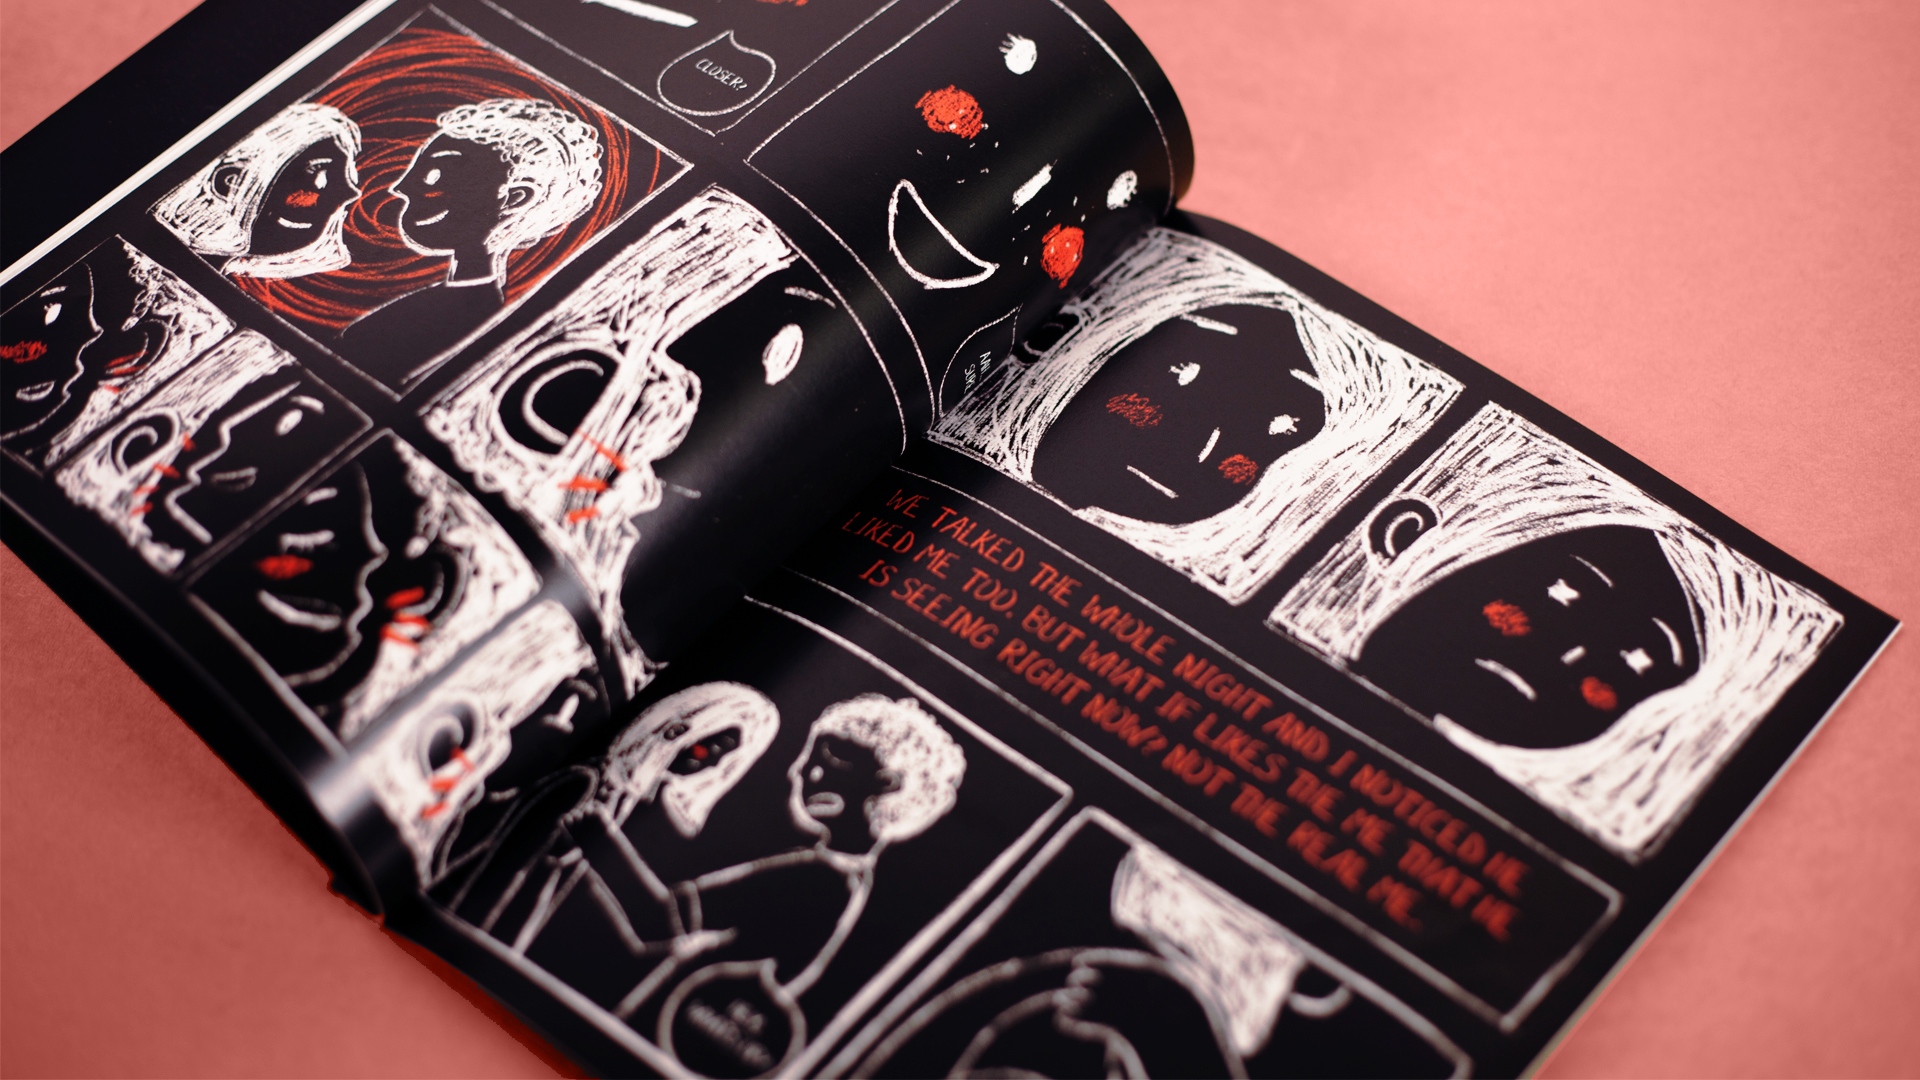 CLOSER?
WE TALKED THE WHOLE NIGHT AND I NOTICED HE
LIKED ME TOO. BUT WHAT IF LIKES THE ME THAT HE
IS SEEING RIGHT NOW? NOT THE REAL ME.